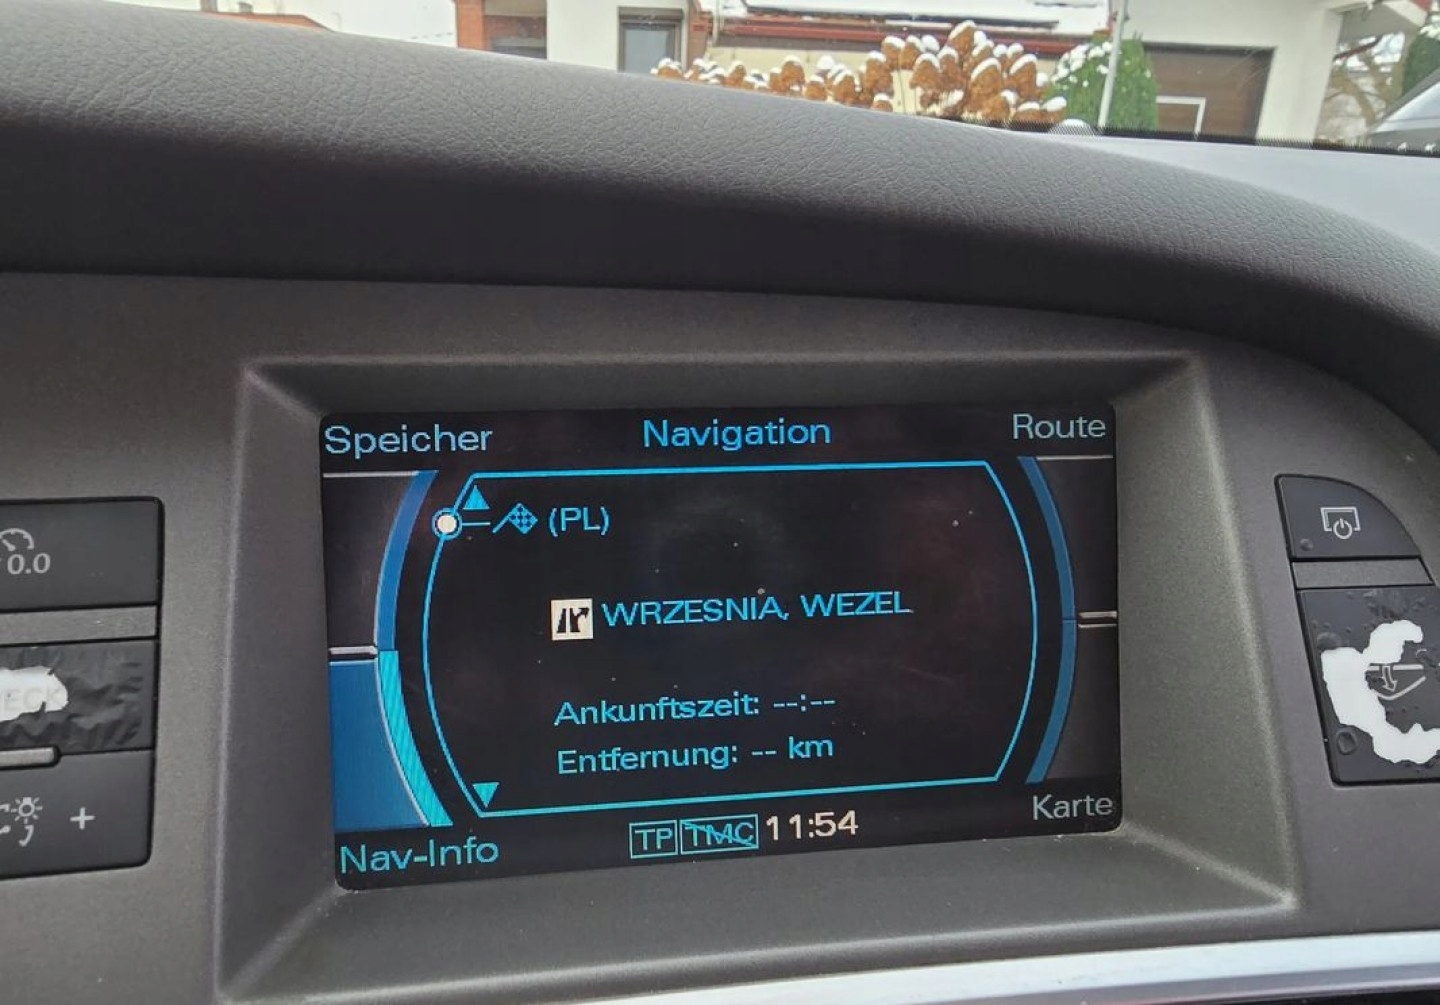 Speicher Navigation Route
(PL)
WRZESNIA, WEZEL
Ankunftszeit: --:--
Entfernung: -- km
Nav-Info TP TMC 11:54 Karte
0.0
+